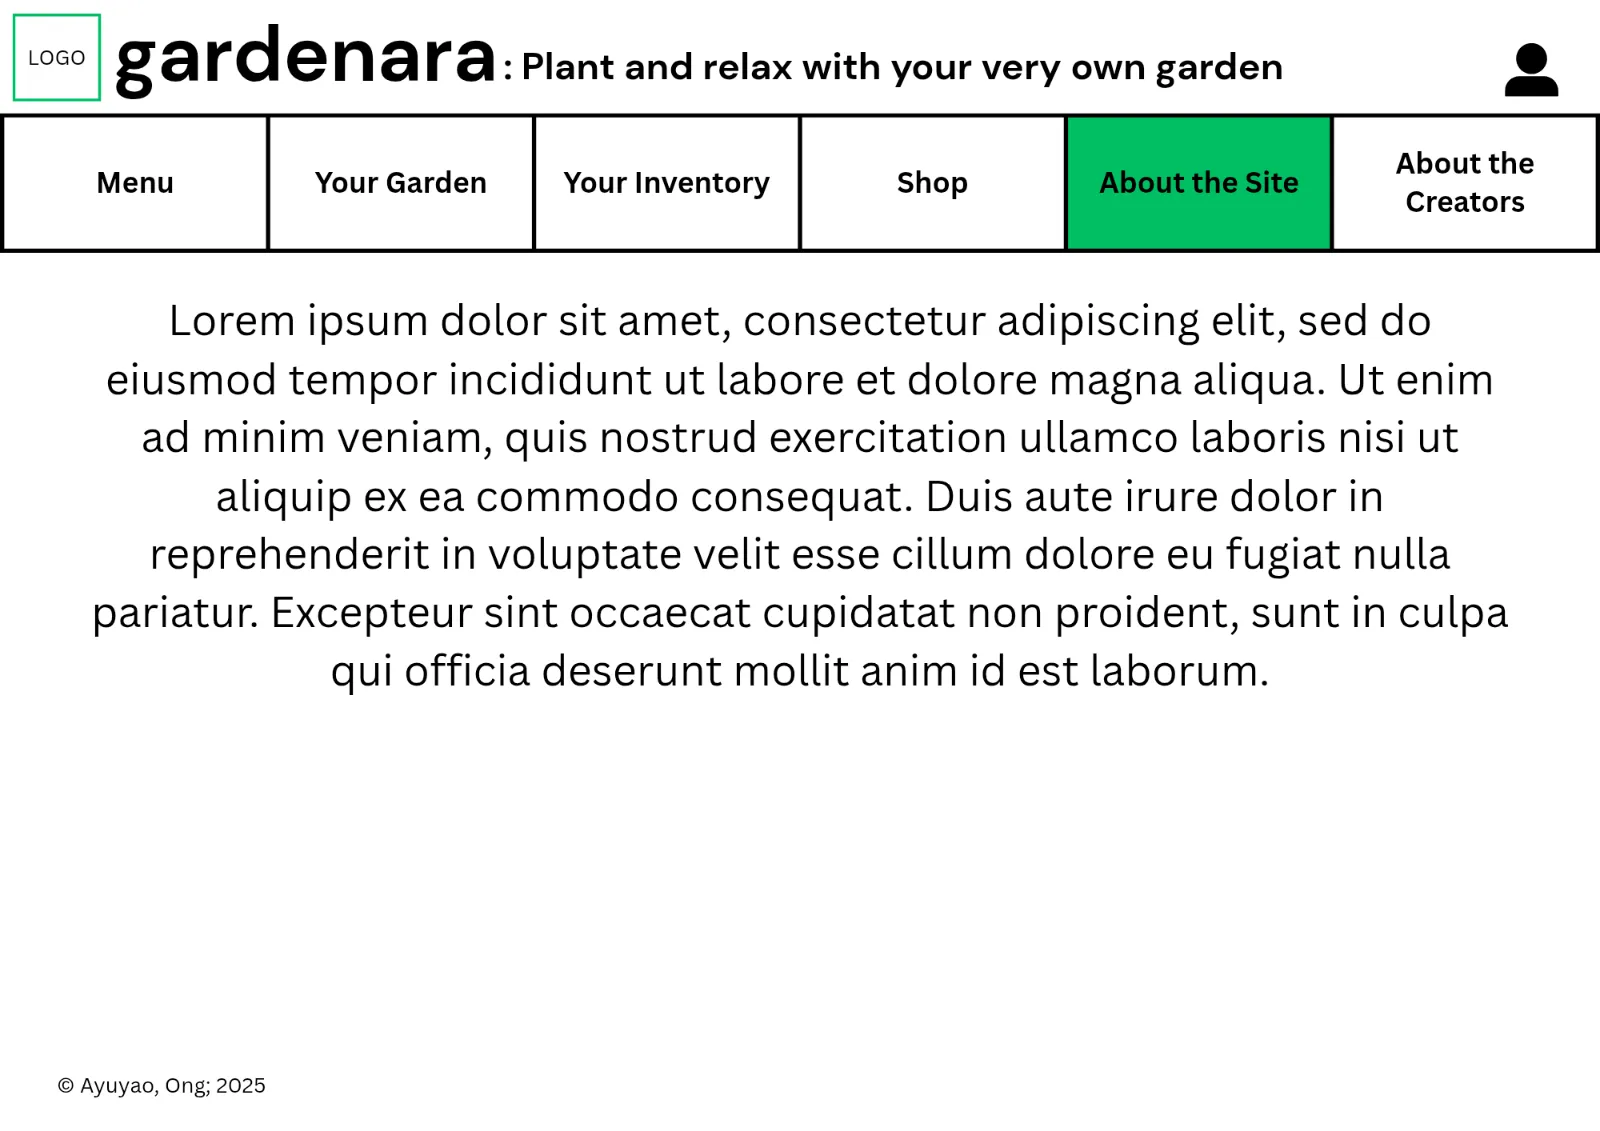 LOGO
gardenara : Plant and relax with your very own garden
Menu
Your Garden
Your Inventory
Shop
About the Site
About the
Creators
Lorem ipsum dolor sit amet, consectetur adipiscing elit, sed do
eiusmod tempor incididunt ut labore et dolore magna aliqua. Ut enim
ad minim veniam, quis nostrud exercitation ullamco laboris nisi ut
aliquip ex ea commodo consequat. Duis aute irure dolor in
reprehenderit in voluptate velit esse cillum dolore eu fugiat nulla
pariatur. Excepteur sint occaecat cupidatat non proident, sunt in culpa
qui officia deserunt mollit anim id est laborum.
© Ayuyao, Ong; 2025